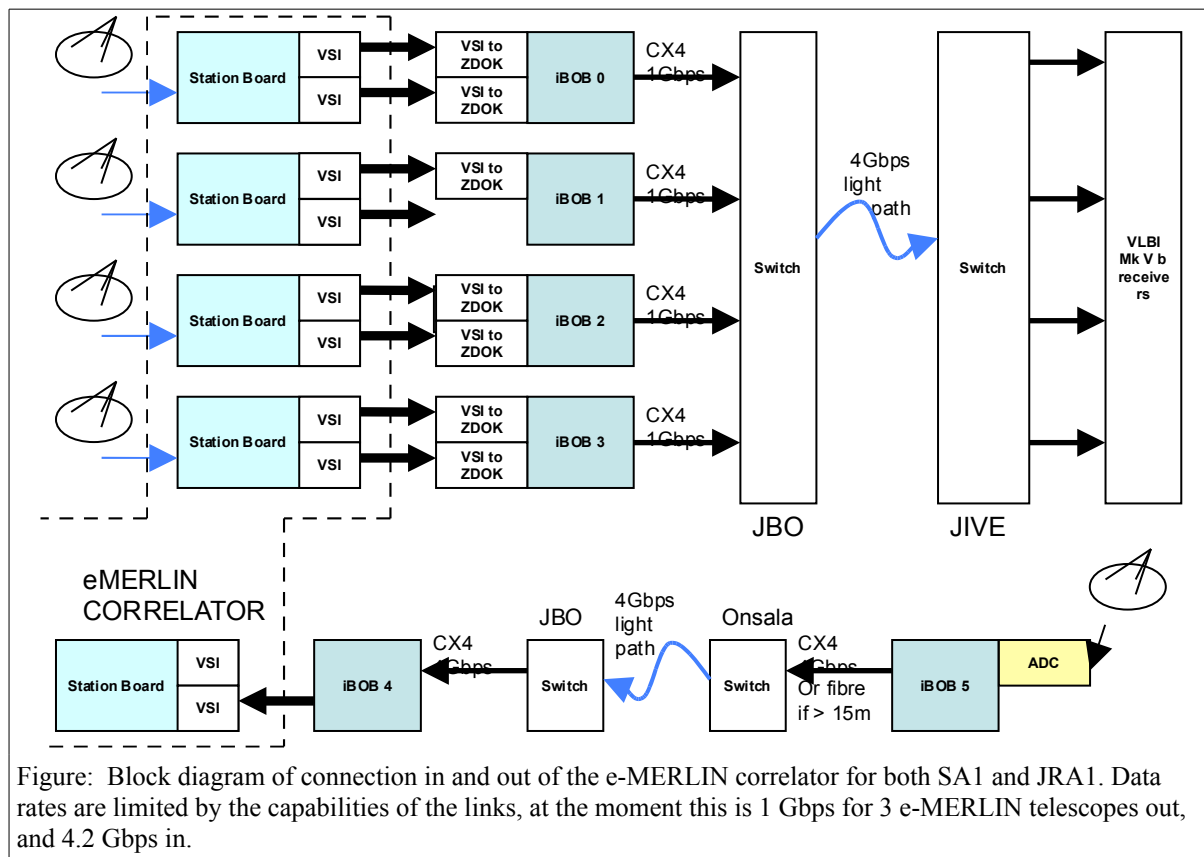 Station Board
VSI
VSI
VSI to
ZDOK
VSI to
ZDOK
iBOB 0
CX4
1Gbps
Station Board
VSI
VSI
VSI to
ZDOK
iBOB 1
CX4
1Gbps
Station Board
VSI
VSI
VSI to
ZDOK
VSI to
ZDOK
iBOB 2
CX4
1Gbps
Station Board
VSI
VSI
VSI to
ZDOK
VSI to
ZDOK
iBOB 3
CX4
1Gbps
Switch
JBO
4Gbps
light
path
Switch
JIVE
VLBI
Mk V b
receive
rs
eMERLIN
CORRELATOR
Station Board
VSI
VSI
iBOB 4
CX4
4Gbps
JBO
Switch
4Gbps
light
path
Onsala
Switch
CX4
4Gbps
Or fibre
if > 15m
iBOB 5
ADC
Figure: Block diagram of connection in and out of the e-MERLIN correlator for both SA1 and JRA1. Data
rates are limited by the capabilities of the links, at the moment this is 1 Gbps for 3 e-MERLIN telescopes out,
and 4.2 Gbps in.